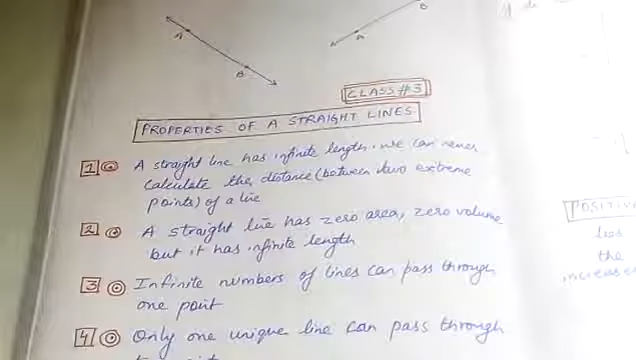 A
B
A
B
CLASS #3
PROPERTIES OF A STRAIGHT LINES
1 A straight line has infinite length. we can never
calculate the distance (between two extreme
points) of a line
2 A straight line has zero area, zero volume
but it has infinite length
3 Infinite numbers of lines can pass through
one point
4 Only one unique line can pass through
POSITIV
the
increases